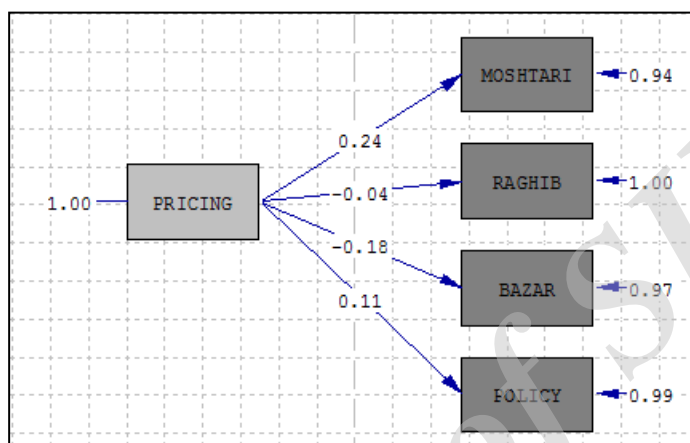 MOSHTARI
0.94
0.24
RAGHIB
1.00
-0.04
1.00
PRICING
-0.18
BAZAR
0.97
0.11
POLICY
0.99